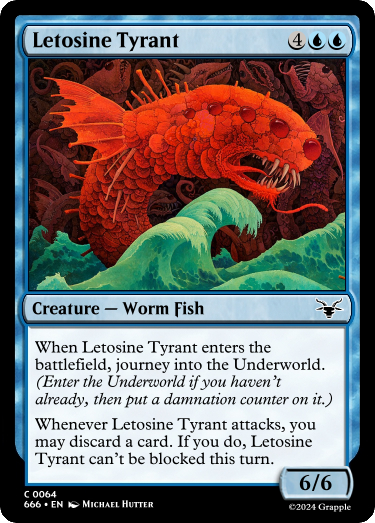 Letosine Tyrant 4
Creature — Worm Fish
When Letosine Tyrant enters the
battlefield, journey into the Underworld.
(Enter the Underworld if you haven't
already, then put a damnation counter on it.)
Whenever Letosine Tyrant attacks, you
may discard a card. If you do, Letosine
Tyrant can't be blocked this turn.
6/6
C 0064
666 • EN Michael Hutter
©2024 Grapple